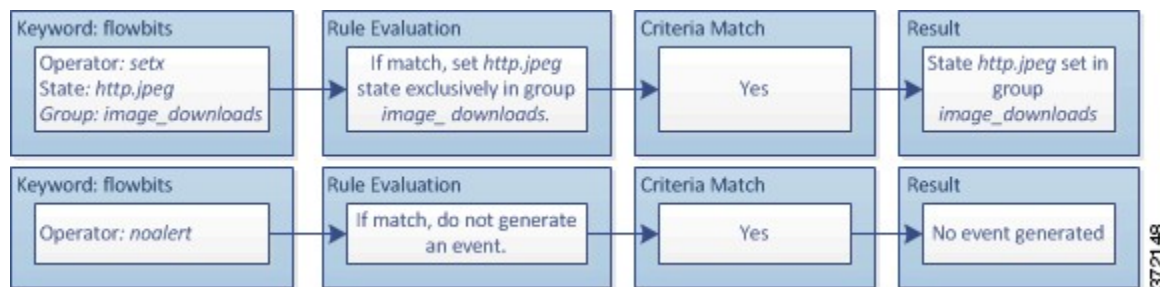 Keyword: flowbits
Operator: setx
State: http.jpeg
Group: image_downloads
Rule Evaluation
If match, set http.jpeg
state exclusively in group
image_ downloads.
Criteria Match
Yes
Result
State http.jpeg set in
group
image_downloads
Keyword: flowbits
Operator: noalert
Rule Evaluation
If match, do not generate
an event.
Criteria Match
Yes
Result
No event generated
372148